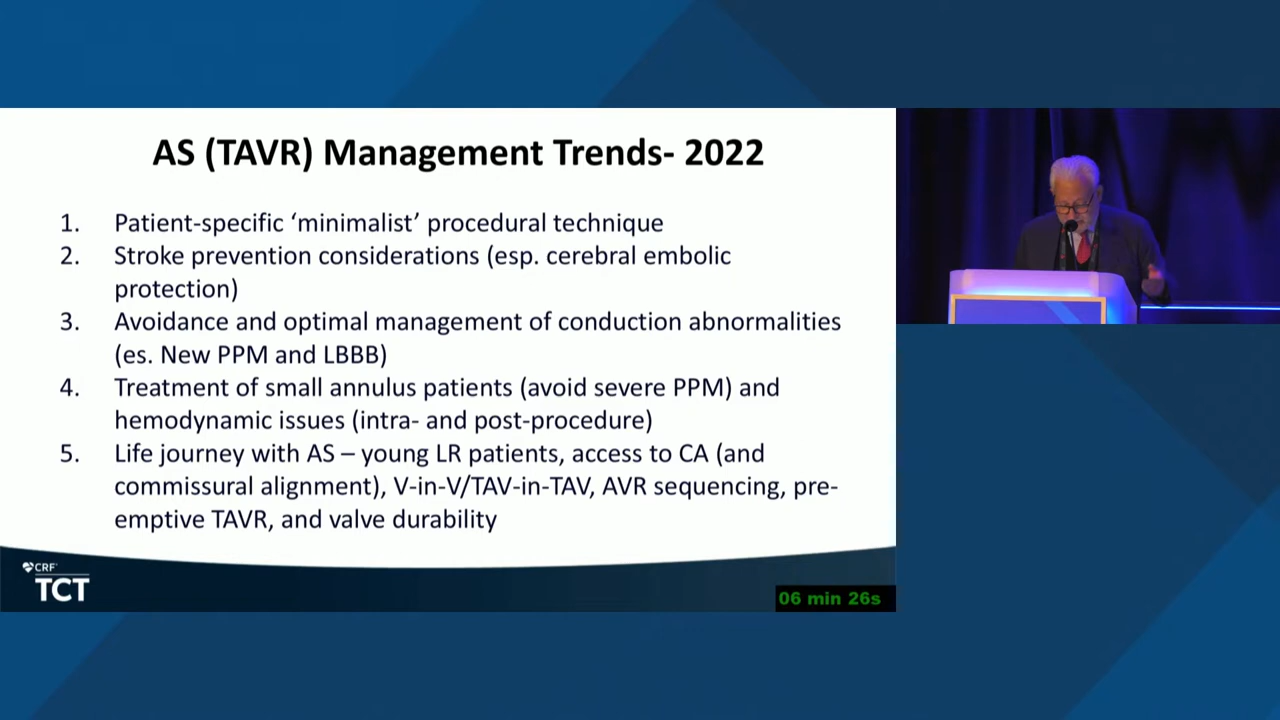 AS (TAVR) Management Trends- 2022
1. Patient-specific ‘minimalist’ procedural technique
2. Stroke prevention considerations (esp. cerebral embolic
protection)
3. Avoidance and optimal management of conduction abnormalities
(es. New PPM and LBBB)
4. Treatment of small annulus patients (avoid severe PPM) and
hemodynamic issues (intra- and post-procedure)
5. Life journey with AS – young LR patients, access to CA (and
commissural alignment), V-in-V/TAV-in-TAV, AVR sequencing, pre-
emptive TAVR, and valve durability
CRF
TCT
06 min 26s